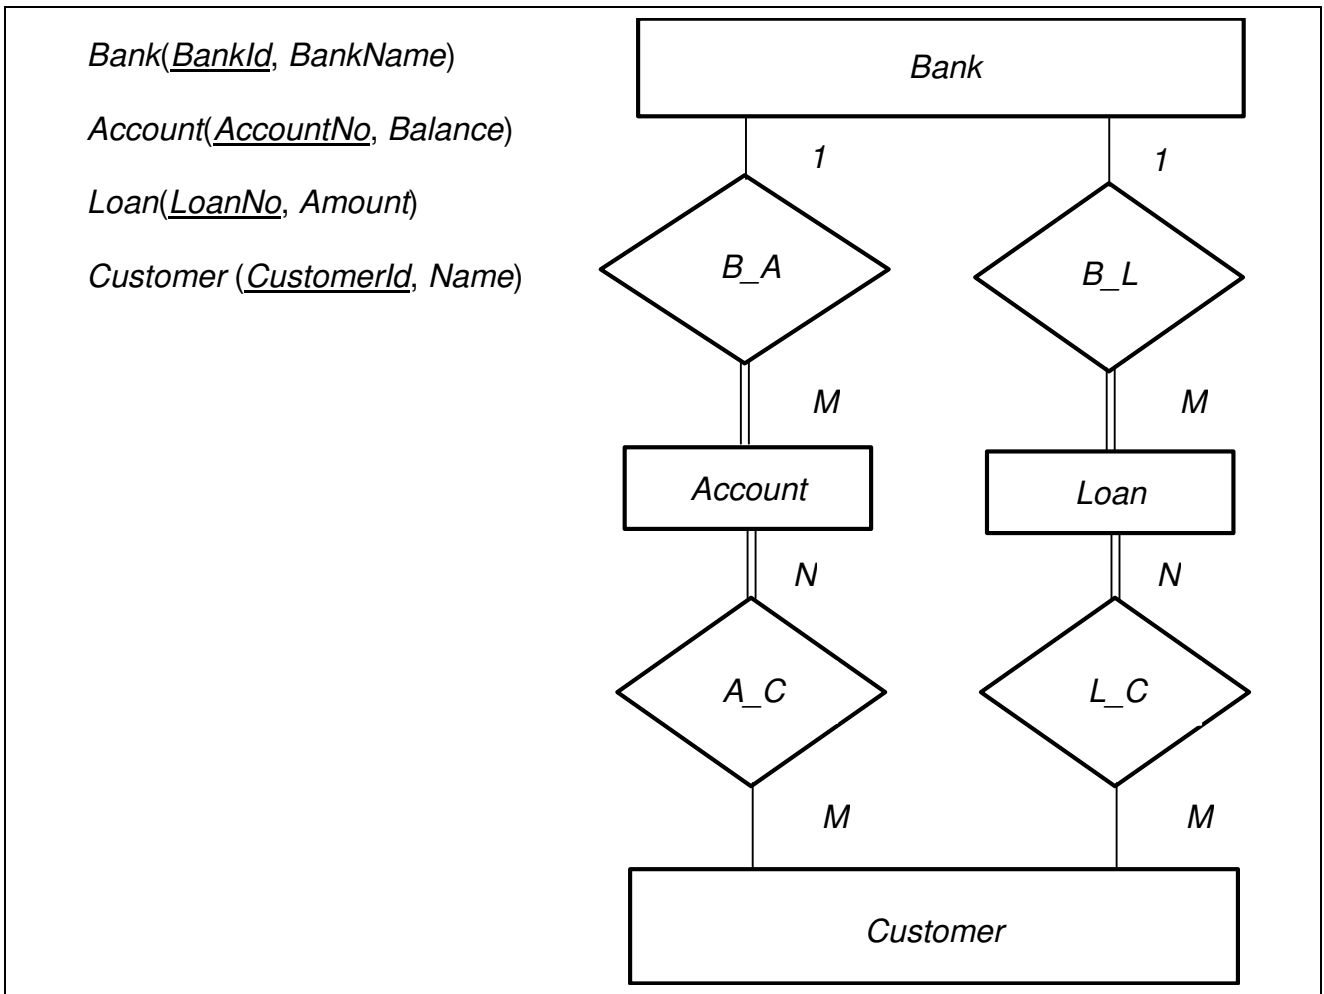 Bank(BankId, BankName)
Account(AccountNo, Balance)
Loan(LoanNo, Amount)
Customer (CustomerId, Name)
Bank
1
1
B_A
B_L
M
M
Account
Loan
N
N
A_C
L_C
M
M
Customer